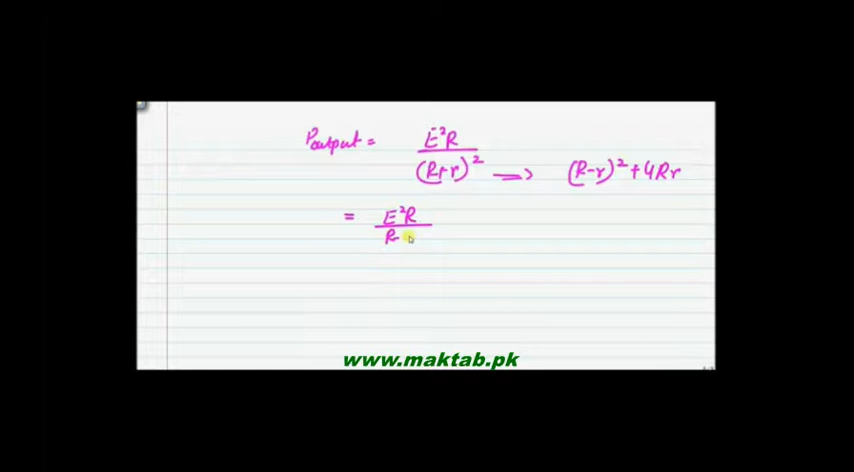 Poutput = E²R / (R+r)² → (R-r)² + 4Rr
= E²R / R
www.maktab.pk